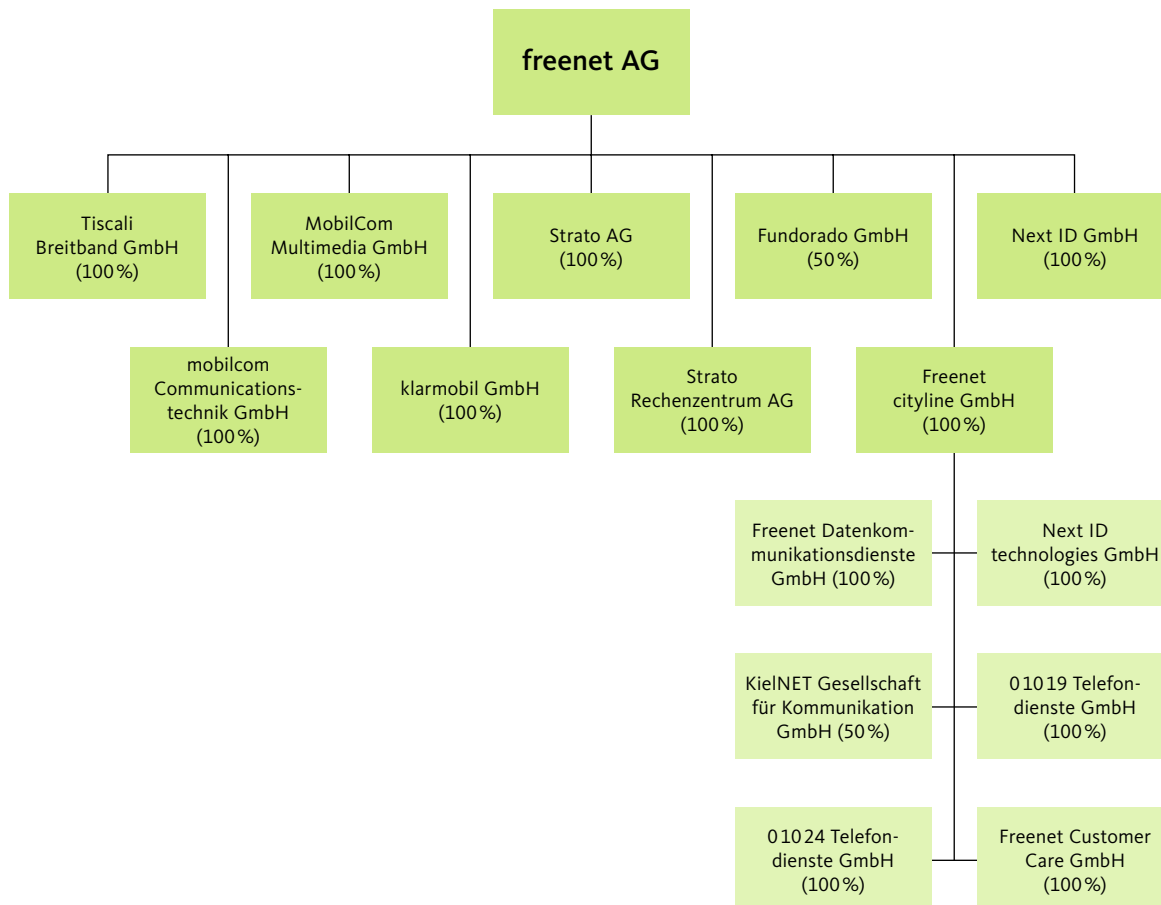 freenet AG
Tiscali
Breitband GmbH
(100%)
MobilCom
Multimedia GmbH
(100%)
Strato AG
(100%)
Fundorado GmbH
(50%)
Next ID GmbH
(100%)
mobilcom
Communications-
technik GmbH
(100%)
klarmobil GmbH
(100%)
Strato
Rechenzentrum AG
(100%)
Freenet
cityline GmbH
(100%)
Freenet Datenkom-
munikationsdienste
GmbH (100%)
Next ID
technologies GmbH
(100%)
KielNET Gesellschaft
für Kommunikation
GmbH (50%)
01019 Telefon-
dienste GmbH
(100%)
01024 Telefon-
dienste GmbH
(100%)
Freenet Customer
Care GmbH
(100%)